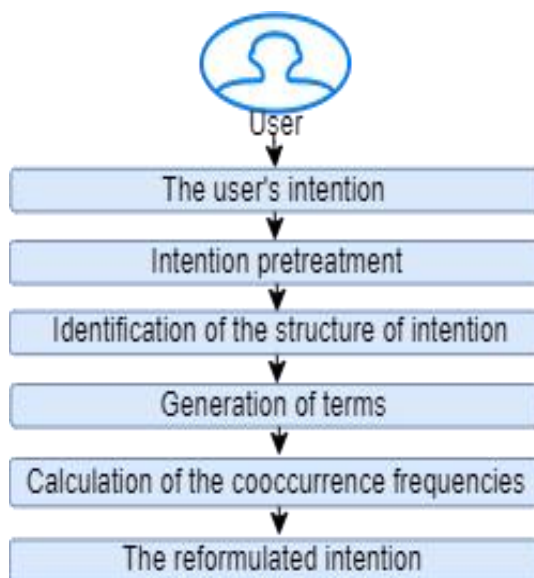 User
The user's intention
Intention pretreatment
Identification of the structure of intention
Generation of terms
Calculation of the cooccurrence frequencies
The reformulated intention